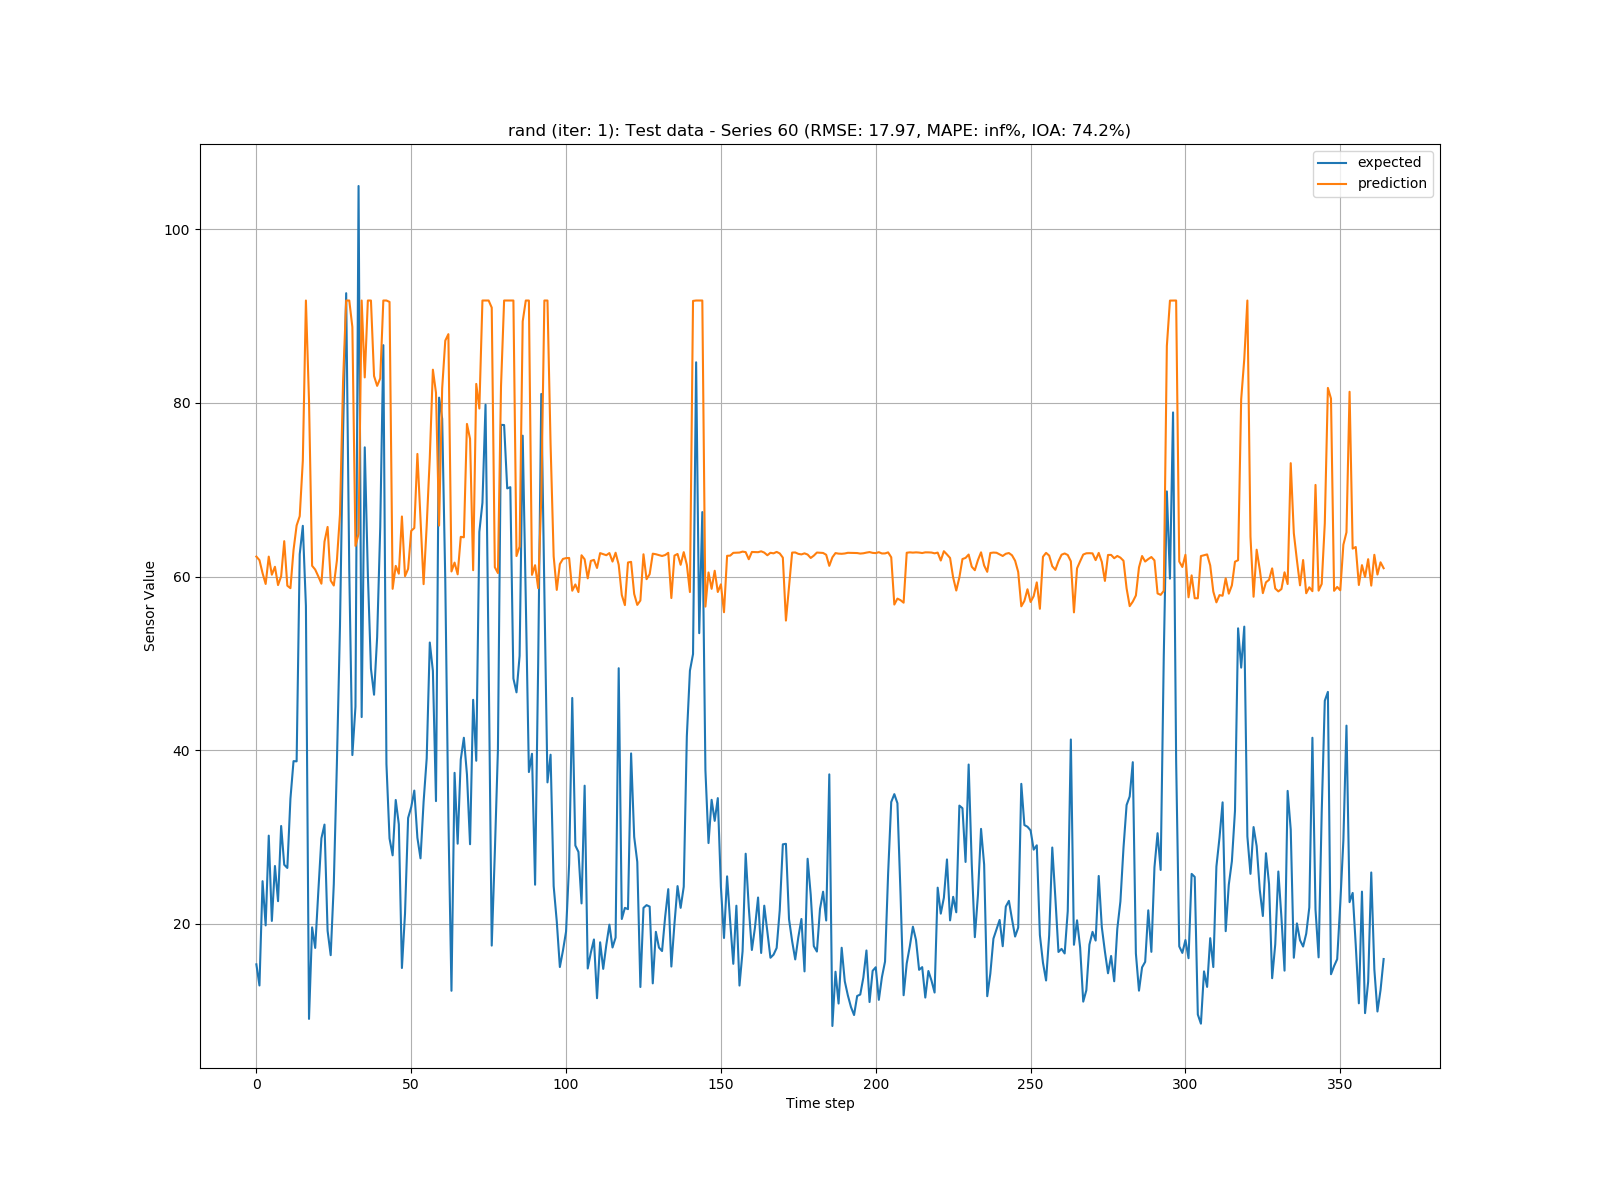 rand (iter: 1): Test data - Series 60 (RMSE: 17.97, MAPE: inf%, IOA: 74.2%)
expected
prediction
100
80
60
40
20
Sensor Value
0 50 100 150 200 250 300 350
Time step